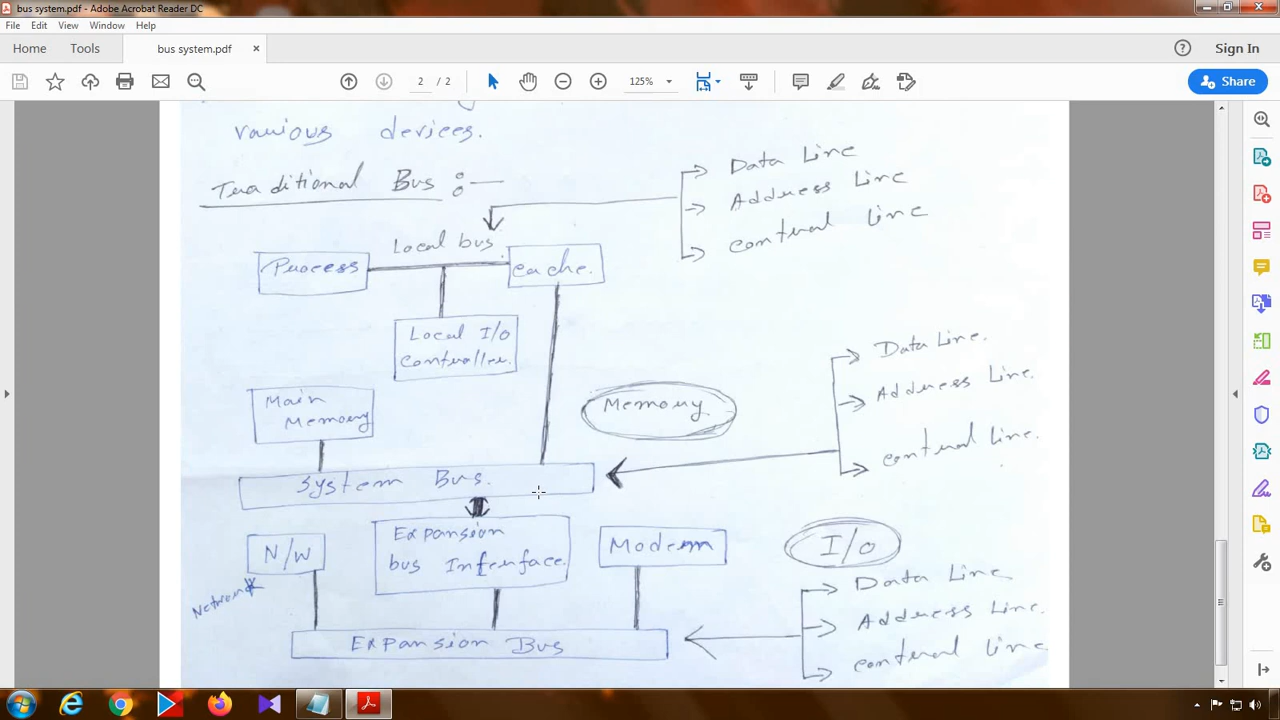 bus system.pdf - Adobe Acrobat Reader DC
File Edit View Window Help
Home Tools bus system.pdf × Sign In
2 / 2 125% Share
various devices.
Traditional Bus :—
Data Line
Address Line
Contural Line
Local bus
Process
Cache.
Local I/o
Controller.
Main
Memory
Memory
Data Line.
Address Line.
Contural Line.
System Bus.
N/W
Network
Expansion
bus Interface.
Modem
I/o
Data Line
Address Line.
Contural Line
Expansion Bus